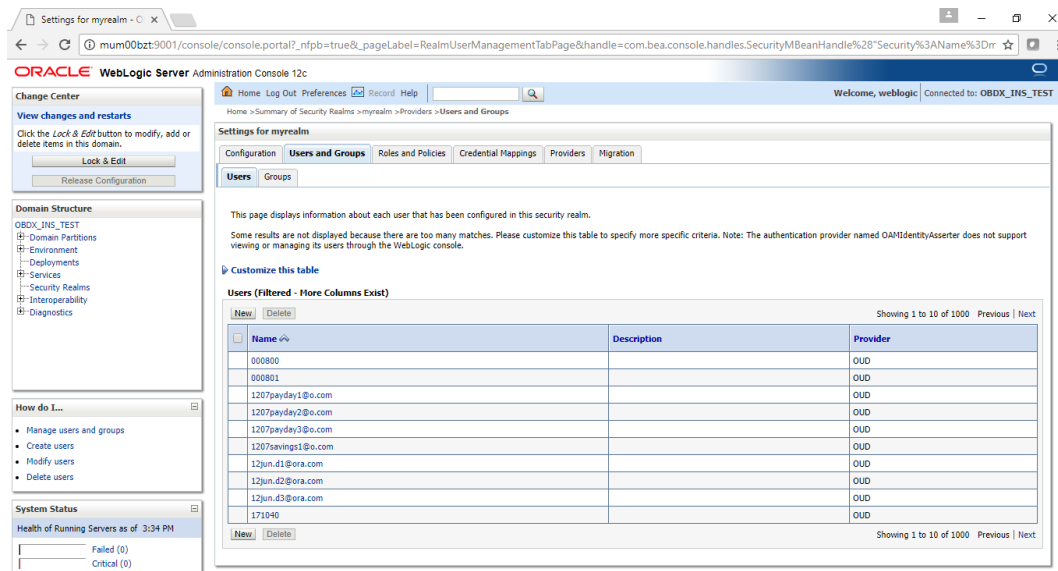 Settings for myrealm - O
mum00bzt:9001/console/console.portal?_nfpb=true&_pageLabel=RealmUserManagementTabPage&handle=com.bea.console.handles.SecurityMBeanHandle%28"Security%3AName%3Dm
ORACLE WebLogic Server Administration Console 12c
Change Center
View changes and restarts
Click the Lock & Edit button to modify, add or
delete items in this domain.
Lock & Edit
Release Configuration
Domain Structure
OBDX_INS_TEST
Domain Partitions
Environment
Deployments
Services
Security Realms
Interoperability
Diagnostics
How do I...
Manage users and groups
Create users
Modify users
Delete users
System Status
Health of Running Servers as of 3:34 PM
Failed (0)
Critical (0)
Home Log Out Preferences Record Help
Welcome, weblogic Connected to: OBDX_INS_TEST
Home >Summary of Security Realms >myrealm >Providers >Users and Groups
Settings for myrealm
Configuration Users and Groups Roles and Policies Credential Mappings Providers Migration
Users Groups
This page displays information about each user that has been configured in this security realm.
Some results are not displayed because there are too many matches. Please customize this table to specify more specific criteria. Note: The authentication provider named OAMIdentityAsserter does not support
viewing or managing its users through the WebLogic console.
Customize this table
Users (Filtered - More Columns Exist)
New Delete Showing 1 to 10 of 1000 Previous | Next
Name Description Provider
000800 OUD
000801 OUD
1207payday1@o.com OUD
1207payday2@o.com OUD
1207payday3@o.com OUD
1207savings1@o.com OUD
12jun.d1@ora.com OUD
12jun.d2@ora.com OUD
12jun.d3@ora.com OUD
171040 OUD
New Delete Showing 1 to 10 of 1000 Previous | Next